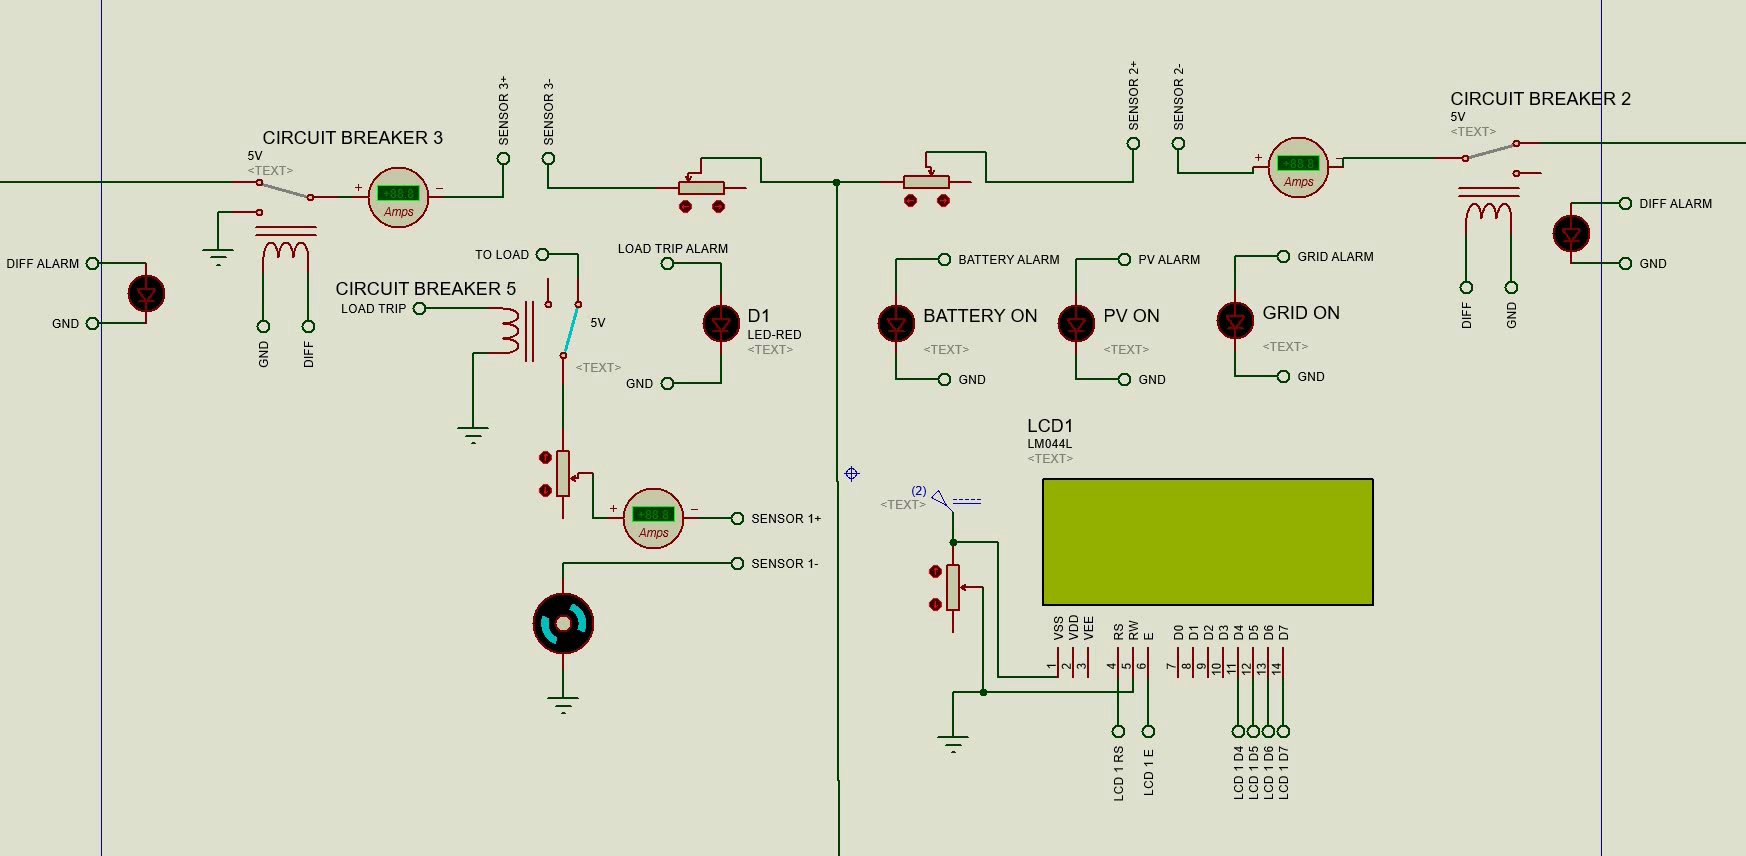 SENSOR 3+
SENSOR 3-
SENSOR 2+
SENSOR 2-
CIRCUIT BREAKER 2
5V
<TEXT>
CIRCUIT BREAKER 3
5V
<TEXT>
+88.8
Amps
+
−
+88.8
Amps
+
−
DIFF ALARM
GND
DIFF ALARM
GND
GND
DIFF
DIFF
GND
TO LOAD
LOAD TRIP ALARM
BATTERY ALARM
PV ALARM
GRID ALARM
CIRCUIT BREAKER 5
LOAD TRIP
5V
<TEXT>
D1
LED-RED
<TEXT>
GND
BATTERY ON
<TEXT>
GND
PV ON
<TEXT>
GND
GRID ON
<TEXT>
GND
LCD1
LM044L
<TEXT>
(2)
<TEXT>
+88.8
Amps
+
−
SENSOR 1+
SENSOR 1-
VSS
VDD
VEE
RS
RW
E
D0
D1
D2
D3
D4
D5
D6
D7
1
2
3
4
5
6
7
8
9
10
11
12
13
14
LCD 1 RS
LCD 1 E
LCD 1 D4
LCD 1 D5
LCD 1 D6
LCD 1 D7